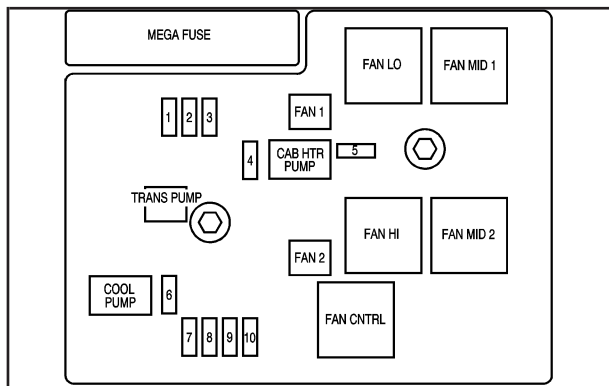 MEGA FUSE
FAN LO
FAN MID 1
1
2
3
FAN 1
4
CAB HTR
PUMP
5
TRANS PUMP
FAN HI
FAN MID 2
FAN 2
COOL
PUMP
6
FAN CNTRL
7
8
9
10